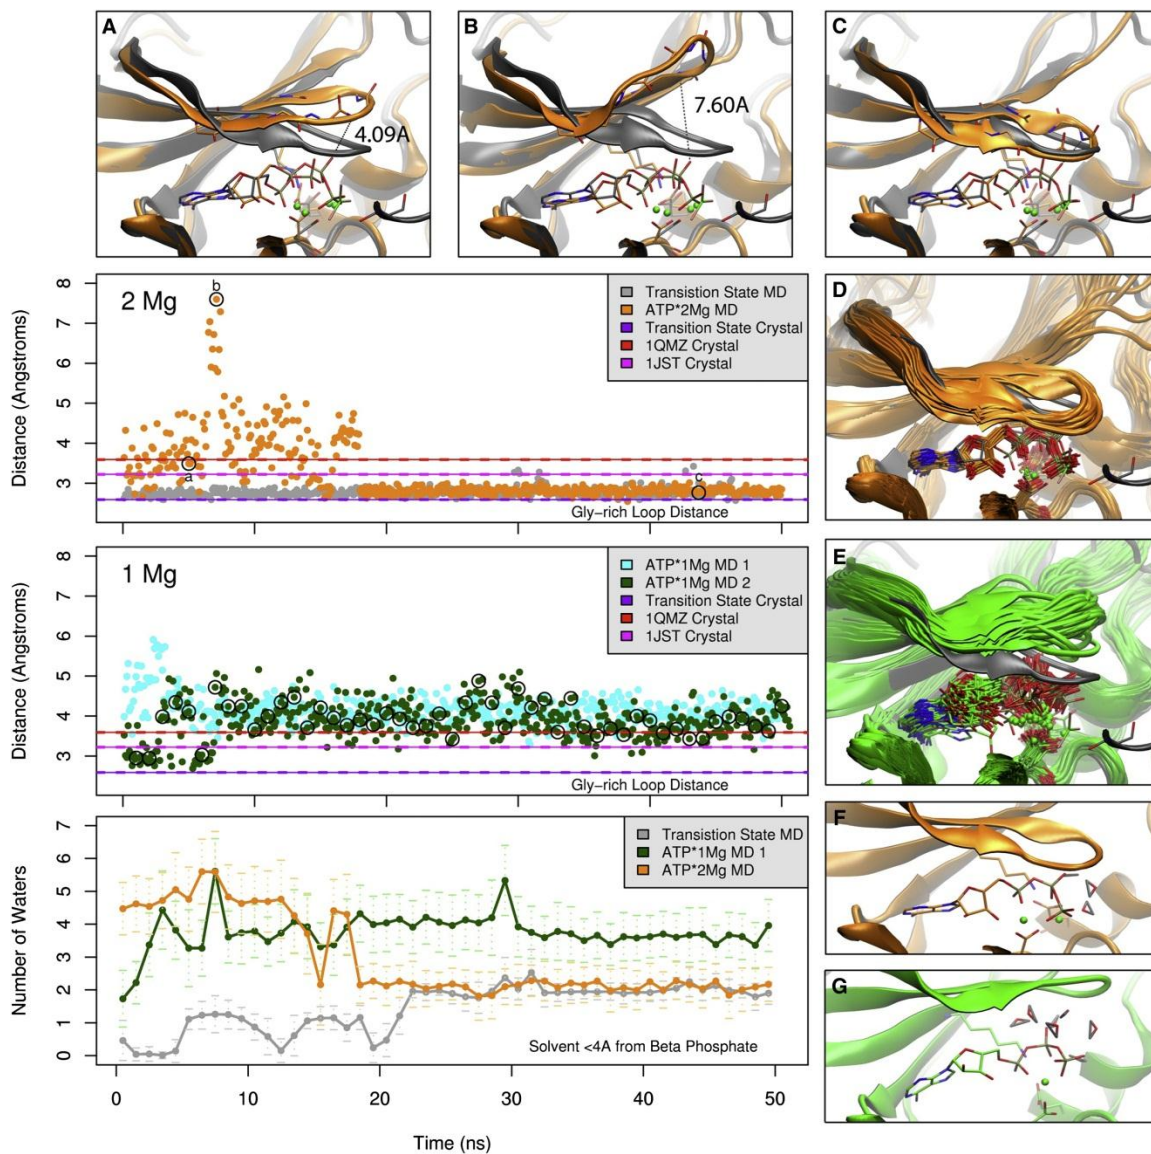 A
4.09A
B
7.60A
C
2 Mg
Distance (Angstroms)
8
7
6
5
4
3
b
a
c
Transistion State MD
ATP*2Mg MD
Transition State Crystal
1QMZ Crystal
1JST Crystal
Gly-rich Loop Distance
D
1 Mg
Distance (Angstroms)
8
7
6
5
4
3
ATP*1Mg MD 1
ATP*1Mg MD 2
Transition State Crystal
1QMZ Crystal
1JST Crystal
Gly-rich Loop Distance
E
Number of Waters
7
6
5
4
3
2
1
0
Transistion State MD
ATP*1Mg MD 1
ATP*2Mg MD
Solvent <4A from Beta Phosphate
0 10 20 30 40 50
Time (ns)
F
G